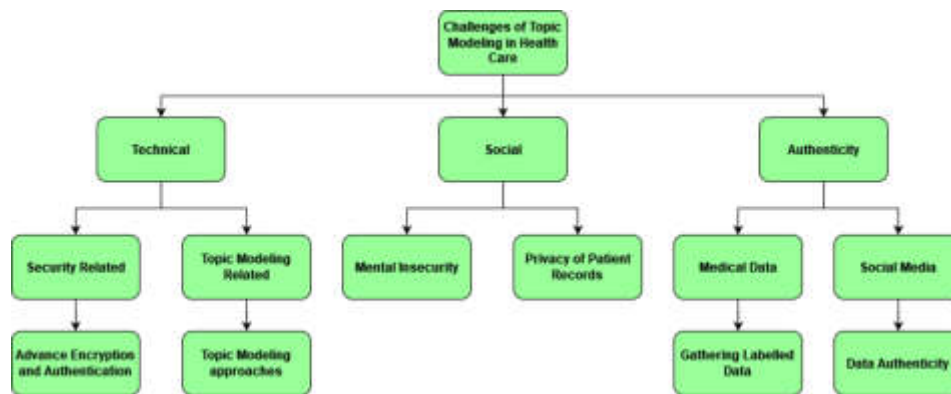 Challenges of Topic
Modeling in Health
Care
Technical
Social
Authenticity
Security Related
Topic Modeling
Related
Mental Insecurity
Privacy of Patient
Records
Medical Data
Social Media
Advance Encryption
and Authentication
Topic Modeling
approaches
Gathering Labelled
Data
Data Authenticity